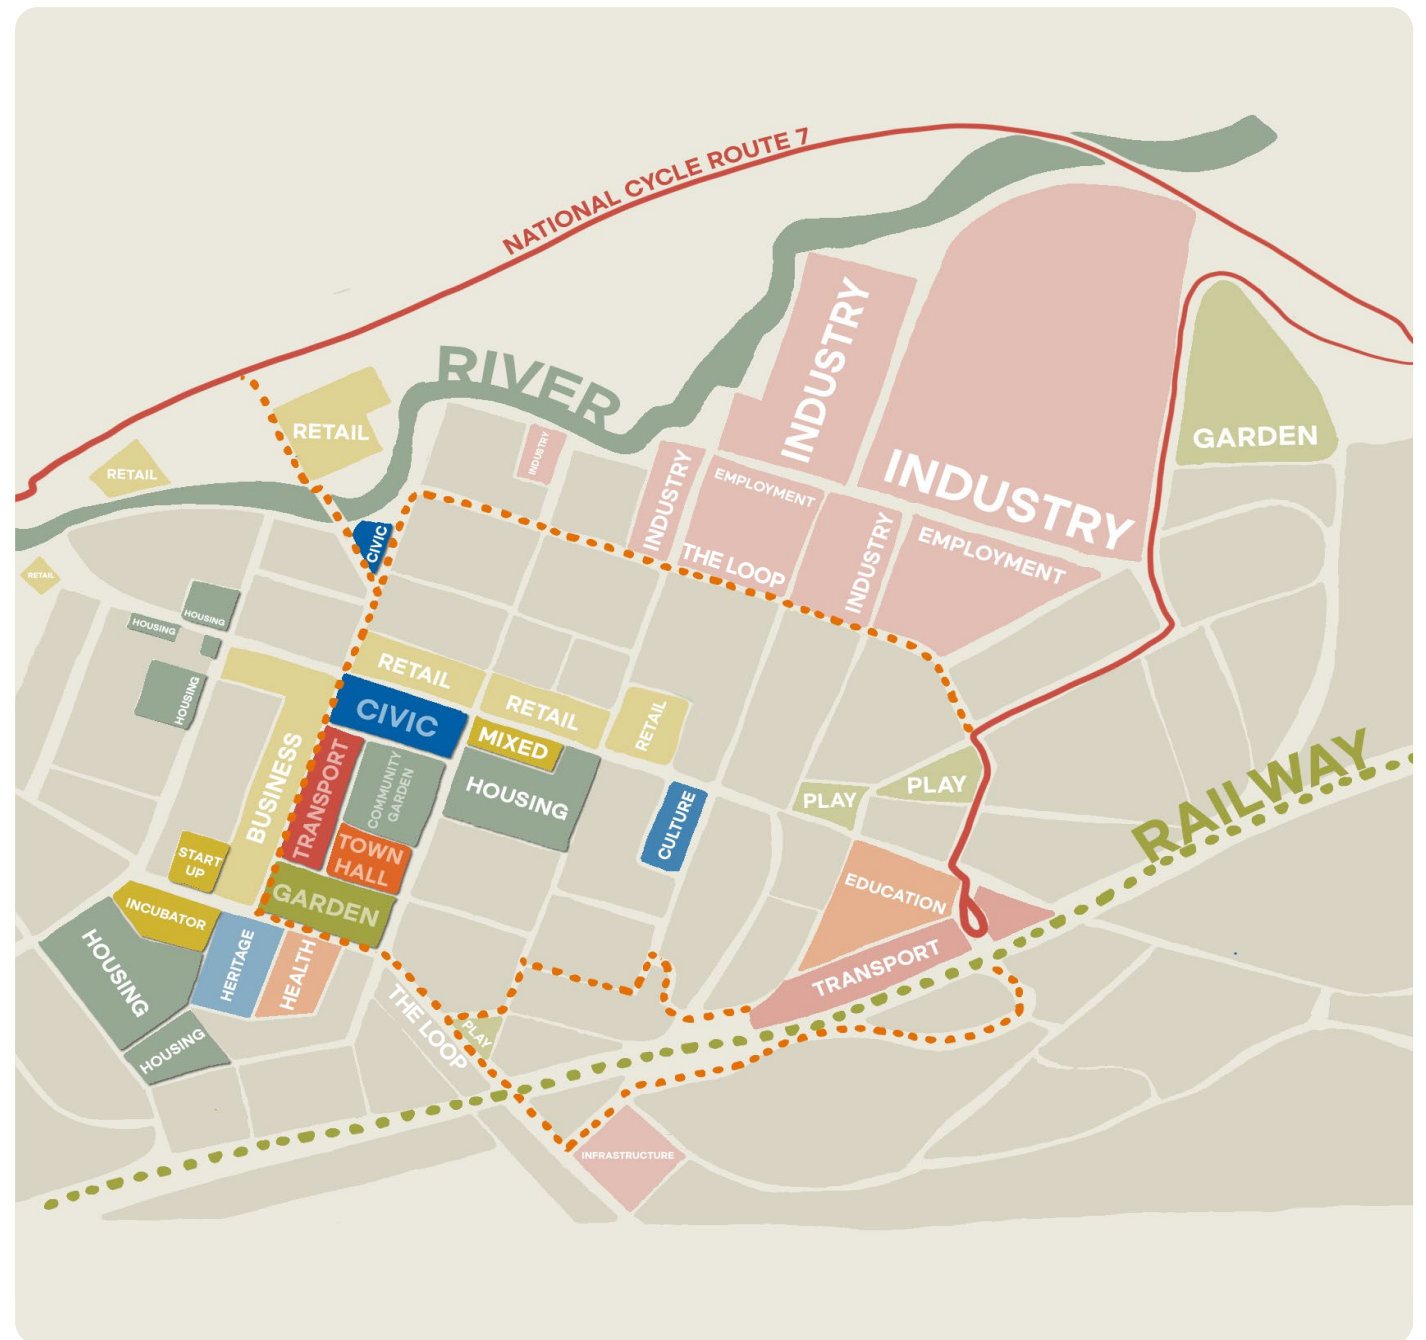 NATIONAL CYCLE ROUTE 7
INDUSTRY
RIVER
RETAIL
GARDEN
RETAIL
INDUSTRY
INDUSTRY
EMPLOYMENT
INDUSTRY
CIVIC
THE LOOP
INDUSTRY
EMPLOYMENT
RETAIL
HOUSING
HOUSING
HOUSING
RETAIL
RETAIL
RETAIL
CIVIC
MIXED
BUSINESS
TRANSPORT
COMMUNITY
GARDEN
HOUSING
CULTURE
PLAY
PLAY
RAILWAY
START
UP
TOWN
HALL
GARDEN
EDUCATION
INCUBATOR
HOUSING
HERITAGE
HEALTH
TRANSPORT
THE LOOP
PLAY
HOUSING
INFRASTRUCTURE